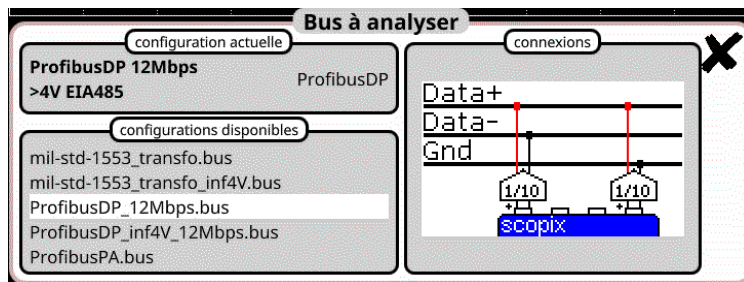 Bus à analyser
configuration actuelle
ProfibusDP 12Mbps
>4V EIA485
ProfibusDP
configurations disponibles
mil-std-1553_transfo.bus
mil-std-1553_transfo_inf4V.bus
ProfibusDP_12Mbps.bus
ProfibusDP_inf4V_12Mbps.bus
ProfibusPA.bus
connexions
Data+
Data-
Gnd
1/10 1/10
+ +
scopix